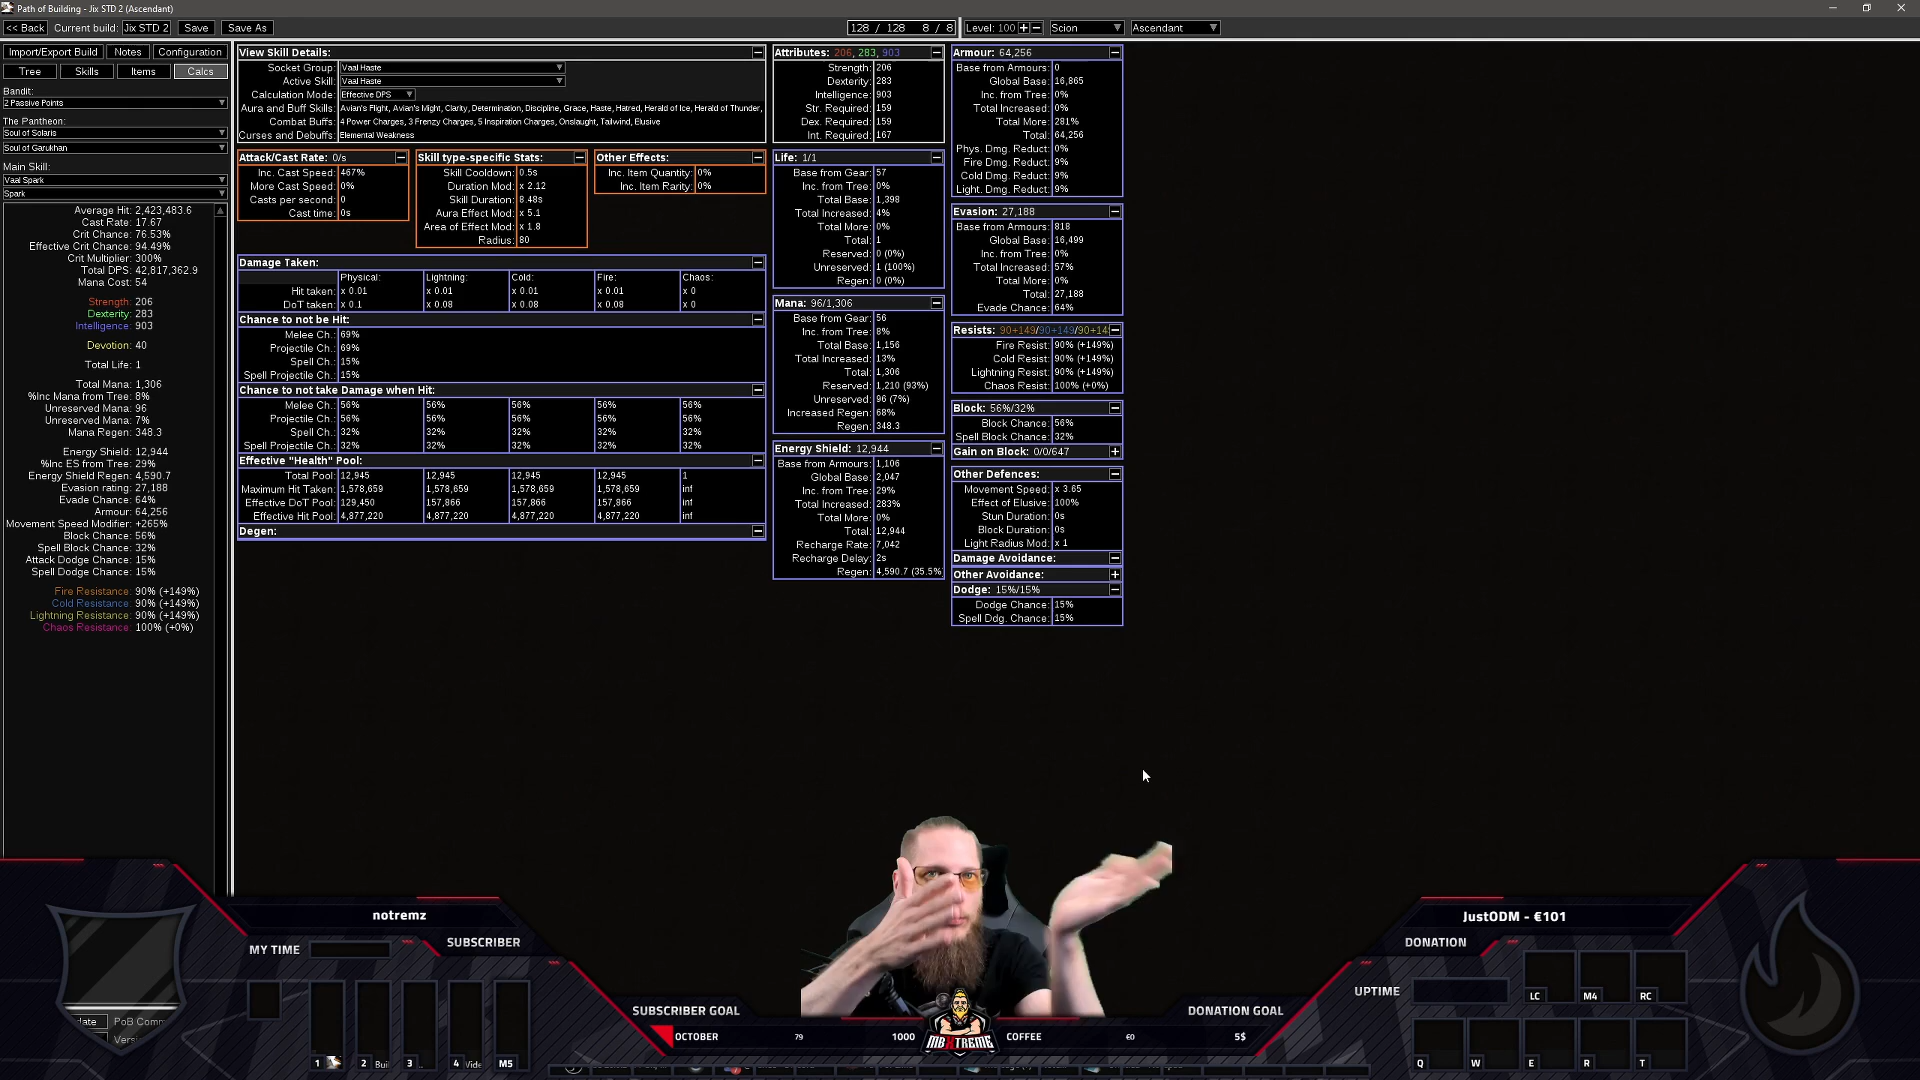 Path of Building - Jix STD 2 (Ascendant)
<< Back Current build: Jix STD 2 Save Save As 128 / 128 8 / 8 Level: 100 Scion Ascendant
Import/Export Build Notes Configuration
Tree Skills Items Calcs
Bandit:
2 Passive Points
The Pantheon:
Soul of Solaris
Soul of Garukhan
Main Skill:
Vaal Spark
Spark
Average Hit: 2,423,483.6
Cast Rate: 17.67
Crit Chance: 76.53%
Effective Crit Chance: 94.49%
Crit Multiplier: 300%
Total DPS: 42,817,362.9
Mana Cost: 54
Strength: 206
Dexterity: 283
Intelligence: 903
Devotion: 40
Total Life: 1
Total Mana: 1,306
%Inc Mana from Tree: 8%
Unreserved Mana: 96
Unreserved Mana: 7%
Mana Regen: 348.3
Energy Shield: 12,944
%Inc ES from Tree: 29%
Energy Shield Regen: 4,590.7
Evasion rating: 27,188
Evade Chance: 64%
Armour: 64,256
Movement Speed Modifier: +265%
Block Chance: 56%
Spell Block Chance: 32%
Attack Dodge Chance: 15%
Spell Dodge Chance: 15%
Fire Resistance: 90% (+149%)
Cold Resistance: 90% (+149%)
Lightning Resistance: 90% (+149%)
Chaos Resistance: 100% (+0%)
View Skill Details:
Socket Group: Vaal Haste
Active Skill: Vaal Haste
Calculation Mode: Effective DPS
Aura and Buff Skills: Avian's Flight, Avian's Might, Clarity, Determination, Discipline, Grace, Haste, Hatred, Herald of Ice, Herald of Thunder,
Combat Buffs: 4 Power Charges, 3 Frenzy Charges, 5 Inspiration Charges, Onslaught, Tailwind, Elusive
Curses and Debuffs: Elemental Weakness
Attack/Cast Rate: 0/s
Inc. Cast Speed: 467%
More Cast Speed: 0%
Casts per second: 0
Cast time: 0s
Skill type-specific Stats:
Skill Cooldown: 0.5s
Duration Mod: x 2.12
Skill Duration: 8.48s
Aura Effect Mod: x 5.1
Area of Effect Mod: x 1.8
Radius: 80
Other Effects:
Inc. Item Quantity: 0%
Inc. Item Rarity: 0%
Damage Taken:
Physical: Lightning: Cold: Fire: Chaos:
Hit taken: x 0.01 x 0.01 x 0.01 x 0.01 x 0
DoT taken: x 0.1 x 0.08 x 0.08 x 0.08 x 0
Chance to not be Hit:
Melee Ch.: 69%
Projectile Ch.: 69%
Spell Ch.: 15%
Spell Projectile Ch.: 15%
Chance to not take Damage when Hit:
Melee Ch.: 56% 56% 56% 56% 56%
Projectile Ch.: 56% 56% 56% 56% 56%
Spell Ch.: 32% 32% 32% 32% 32%
Spell Projectile Ch.: 32% 32% 32% 32% 32%
Effective "Health" Pool:
Total Pool: 12,945 12,945 12,945 12,945 1
Maximum Hit Taken: 1,578,659 1,578,659 1,578,659 1,578,659 inf
Effective DoT Pool: 129,450 157,866 157,866 157,866 inf
Effective Hit Pool: 4,877,220 4,877,220 4,877,220 4,877,220 inf
Degen:
Attributes: 206, 283, 903
Strength: 206
Dexterity: 283
Intelligence: 903
Str. Required: 159
Dex. Required: 159
Int. Required: 167
Life: 1/1
Base from Gear: 57
Inc. from Tree: 0%
Total Base: 1,398
Total Increased: 4%
Total More: 0%
Total: 1
Reserved: 0 (0%)
Unreserved: 1 (100%)
Regen: 0 (0%)
Mana: 96/1,306
Base from Gear: 56
Inc. from Tree: 8%
Total Base: 1,156
Total Increased: 13%
Total: 1,306
Reserved: 1,210 (93%)
Unreserved: 96 (7%)
Increased Regen: 68%
Regen: 348.3
Energy Shield: 12,944
Base from Armours: 1,106
Global Base: 2,047
Inc. from Tree: 29%
Total Increased: 283%
Total More: 0%
Total: 12,944
Recharge Rate: 7,042
Recharge Delay: 2s
Regen: 4,590.7 (35.5%)
Armour: 64,256
Base from Armours: 0
Global Base: 16,865
Inc. from Tree: 0%
Total Increased: 0%
Total More: 281%
Total: 64,256
Phys. Dmg. Reduct: 0%
Fire Dmg. Reduct: 9%
Cold Dmg. Reduct: 9%
Light. Dmg. Reduct: 9%
Evasion: 27,188
Base from Armours: 818
Global Base: 16,499
Inc. from Tree: 0%
Total Increased: 57%
Total More: 0%
Total: 27,188
Evade Chance: 64%
Resists: 90+149/90+149/90+14
Fire Resist: 90% (+149%)
Cold Resist: 90% (+149%)
Lightning Resist: 90% (+149%)
Chaos Resist: 100% (+0%)
Block: 56%/32%
Block Chance: 56%
Spell Block Chance: 32%
Gain on Block: 0/0/647
Other Defences:
Movement Speed: x 3.65
Effect of Elusive: 100%
Stun Duration: 0s
Block Duration: 0s
Light Radius Mod: x 1
Damage Avoidance:
Other Avoidance:
Dodge: 15%/15%
Dodge Chance: 15%
Spell Ddg. Chance: 15%
notremz
MY TIME SUBSCRIBER
JustODM - €101
DONATION
UPTIME
LC M4 RC
SUBSCRIBER GOAL DONATION GOAL
OCTOBER 79 1000 MBXTREME COFFEE €0 5$
1 2 Buil 3 4 Vide M5
Q W E R T
date PoB Comm
Versi